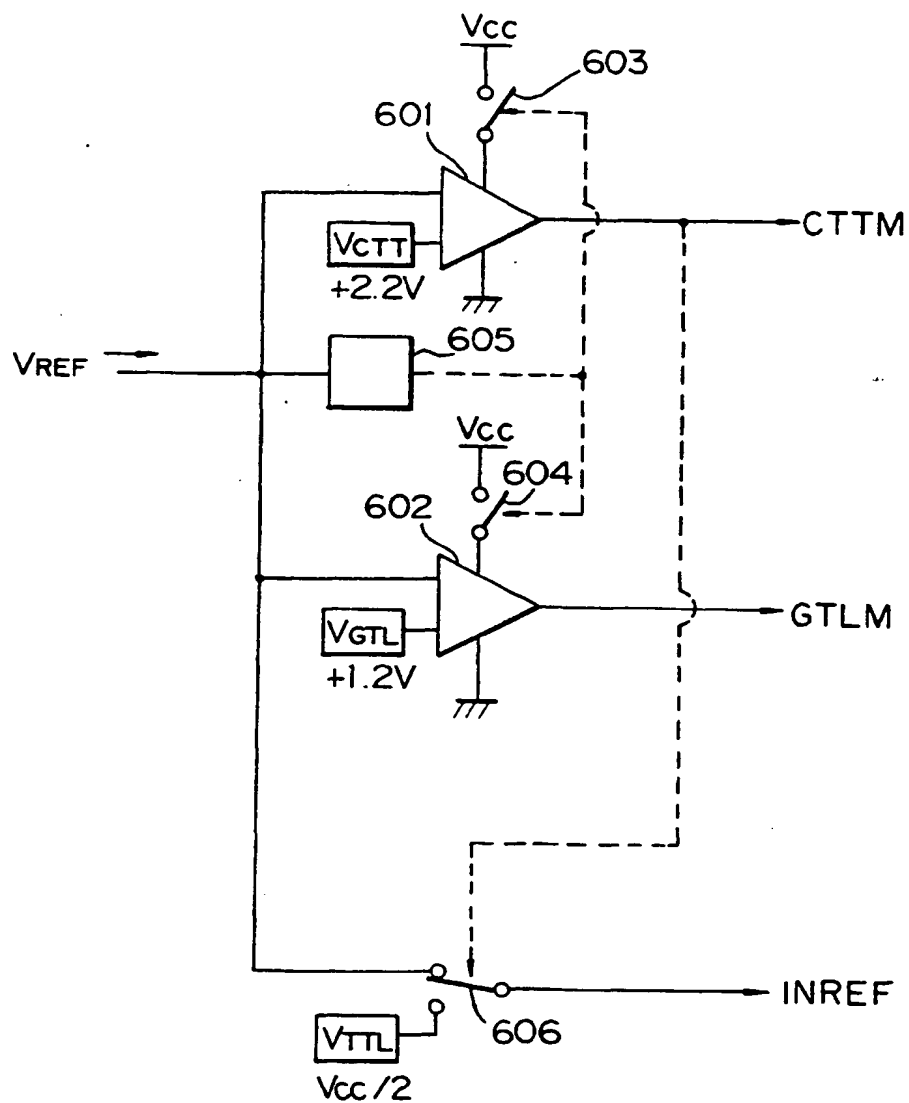 VCC
603
601
CTTM
VCTT
+2.2V
605
VREF
VCC
604
602
GTLM
VGTL
+1.2V
INREF
606
VTTL
VCC/2